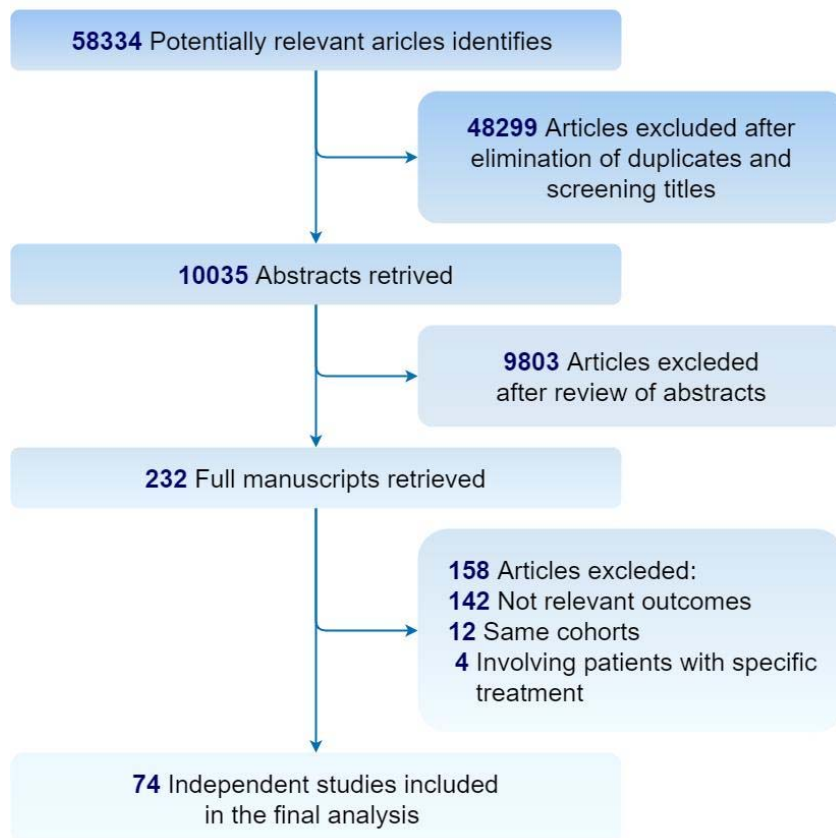 58334 Potentially relevant aricles identifies
48299 Articles excluded after
elimination of duplicates and
screening titles
10035 Abstracts retrived
9803 Articles excleded
after review of abstracts
232 Full manuscripts retrieved
158 Articles excleded:
142 Not relevant outcomes
12 Same cohorts
4 Involving patients with specific
treatment
74 Independent studies included
in the final analysis